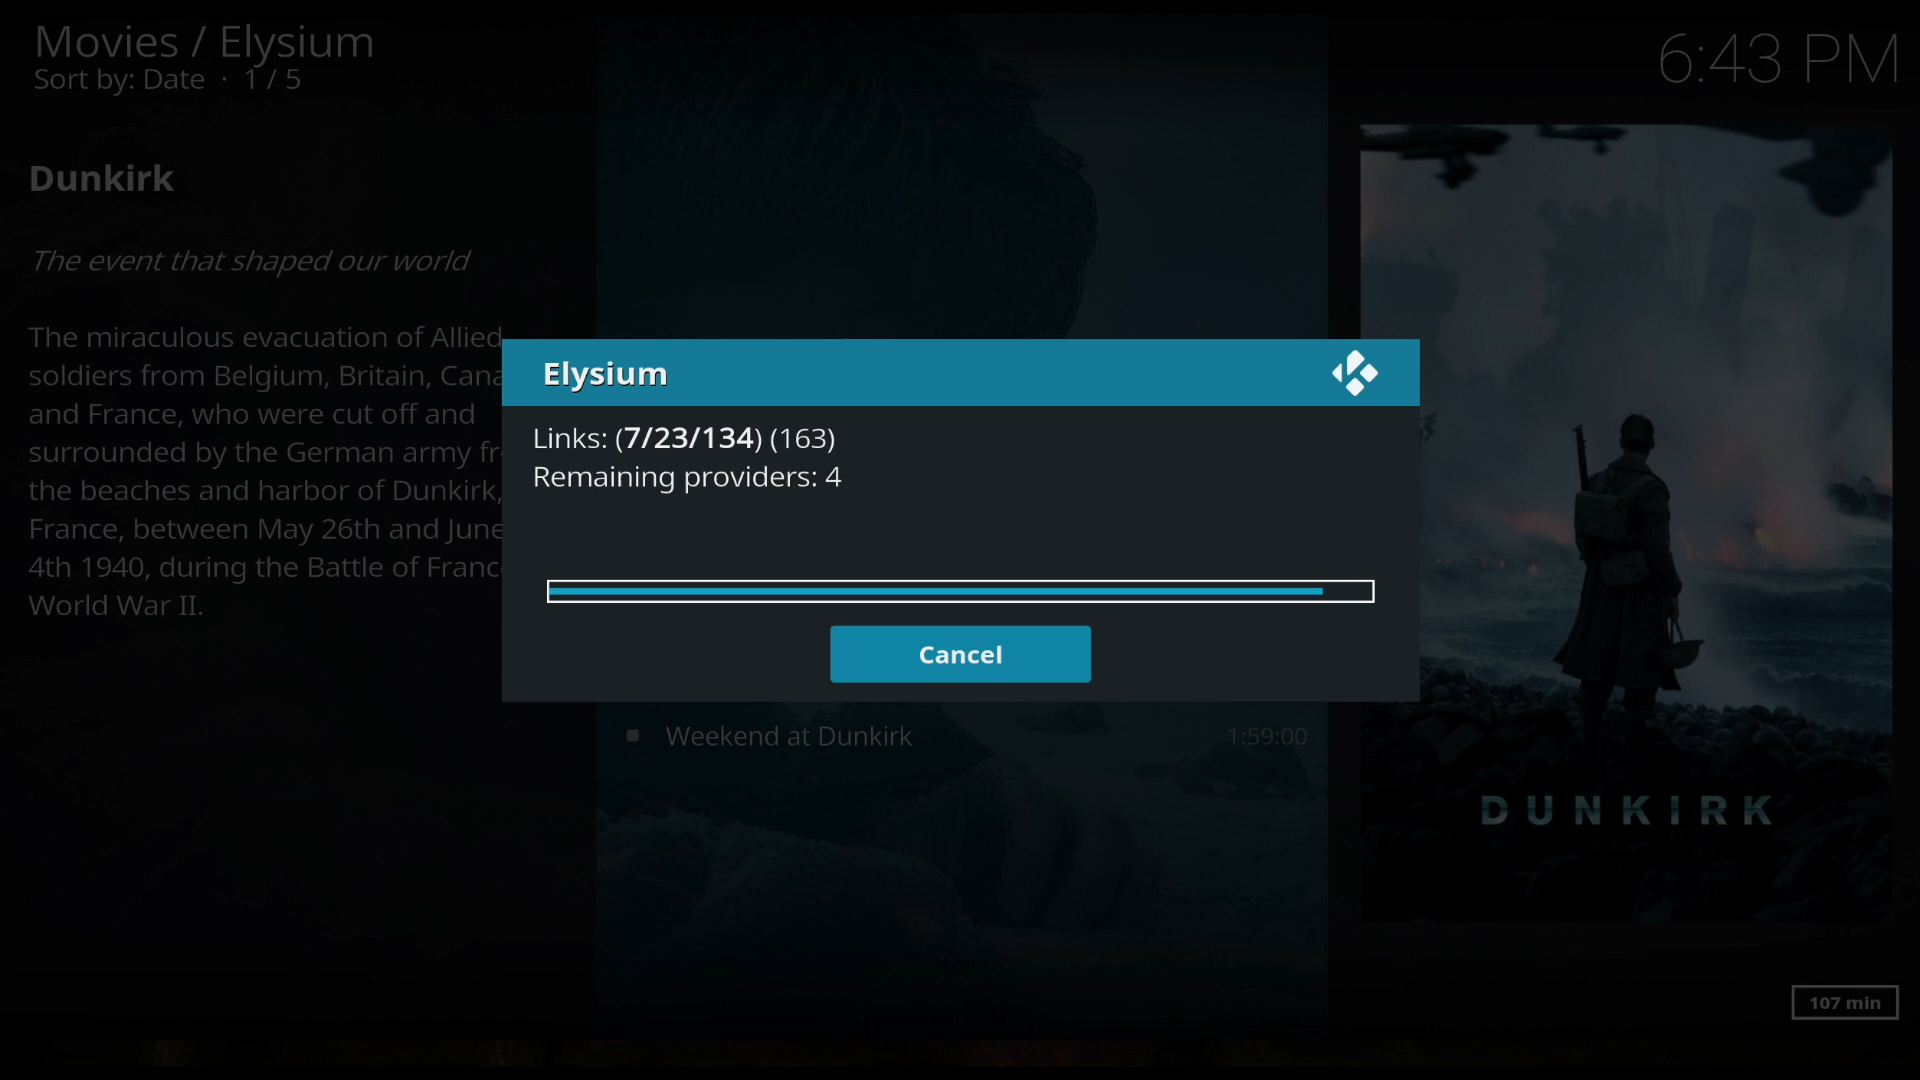 Movies / Elysium
Sort by: Date · 1 / 5
6:43 PM
Dunkirk
The event that shaped our world
The miraculous evacuation of Allied
soldiers from Belgium, Britain,
and France, who were cut off and
surrounded by the German army
the beaches and harbor of Dunkirk,
France, between May 26th and June
4th 1940, during the Battle of
World War II.
Elysium
Links: (7/23/134) (163)
Remaining providers: 4
Cancel
Weekend at Dunkirk 1:59:00
DUNKIRK
107 min